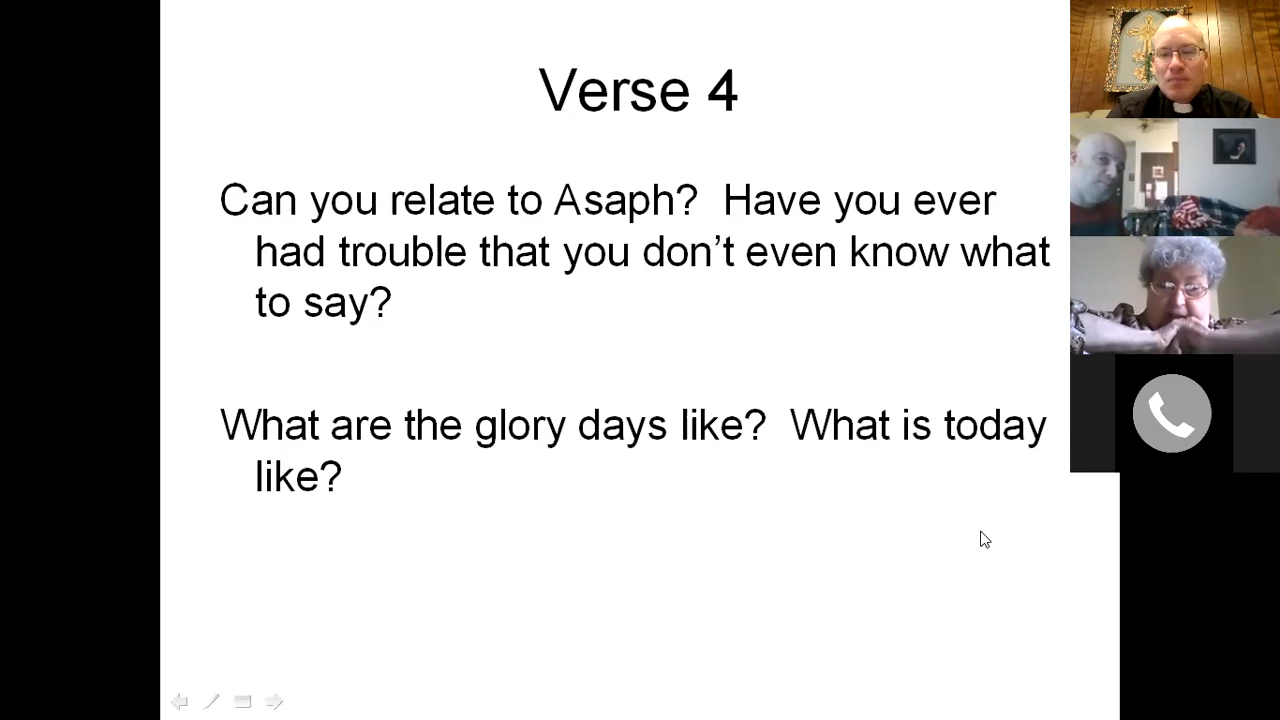 Verse 4
Can you relate to Asaph?  Have you ever
had trouble that you don’t even know what
to say?
What are the glory days like?  What is today
like?